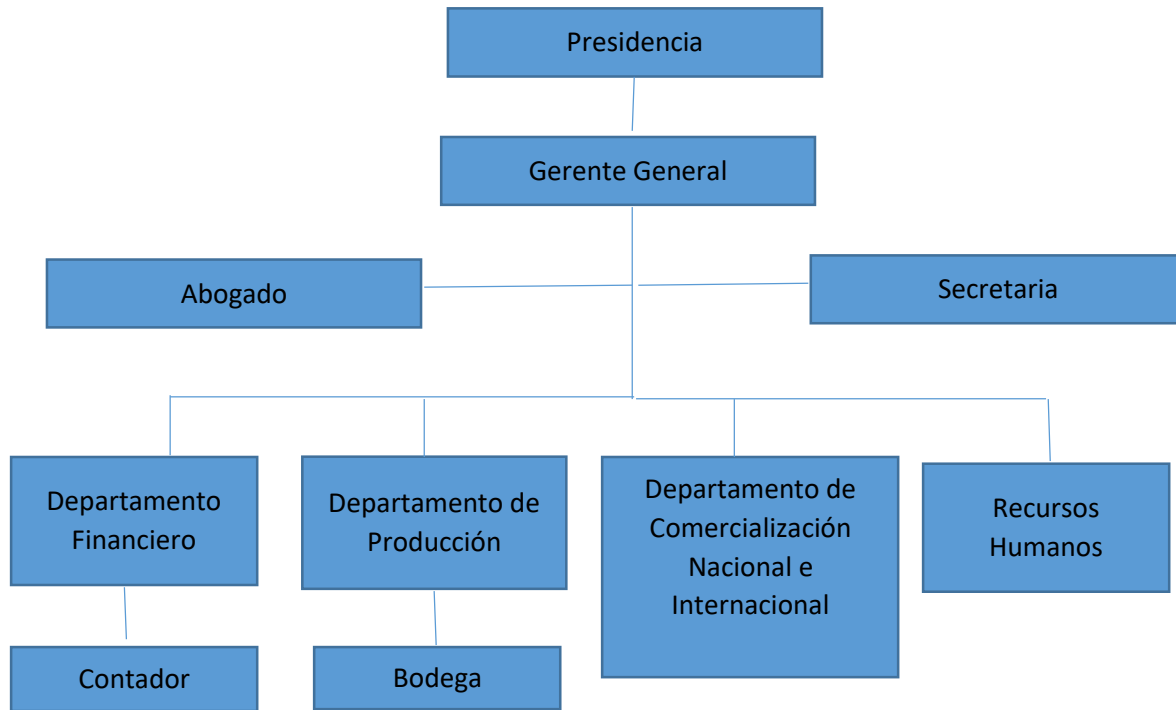 Presidencia
Gerente General
Abogado
Secretaria
Departamento
Financiero
Departamento de
Producción
Departamento de
Comercialización
Nacional e
Internacional
Recursos
Humanos
Contador
Bodega